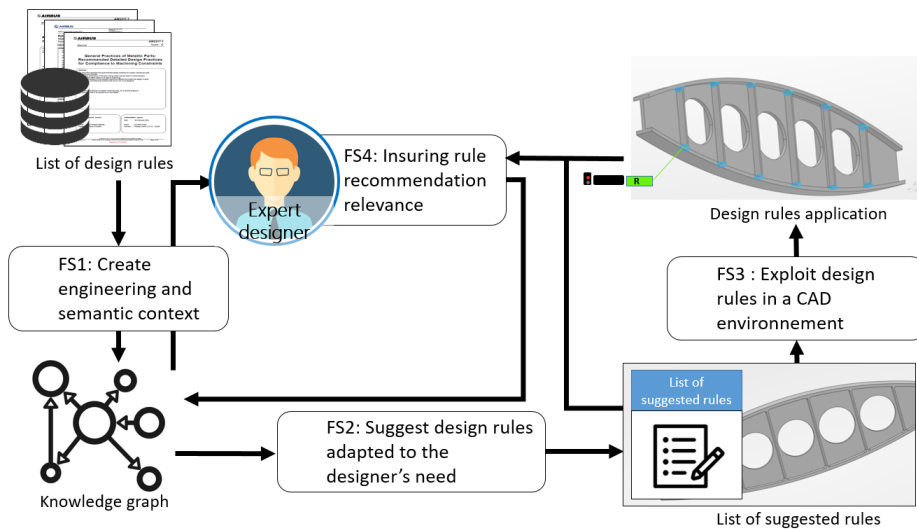 AIRBUS
General Practices of Metallic Parts:
Recommended Detailed Design Practices
for Compliance to Machining Constraints
List of design rules
FS1: Create
engineering and
semantic context
Knowledge graph
Expert
designer
FS4: Insuring rule
recommendation
relevance
FS2: Suggest design rules
adapted to the
designer's need
R
Design rules application
FS3 : Exploit design
rules in a CAD
environnement
List of
suggested rules
List of suggested rules